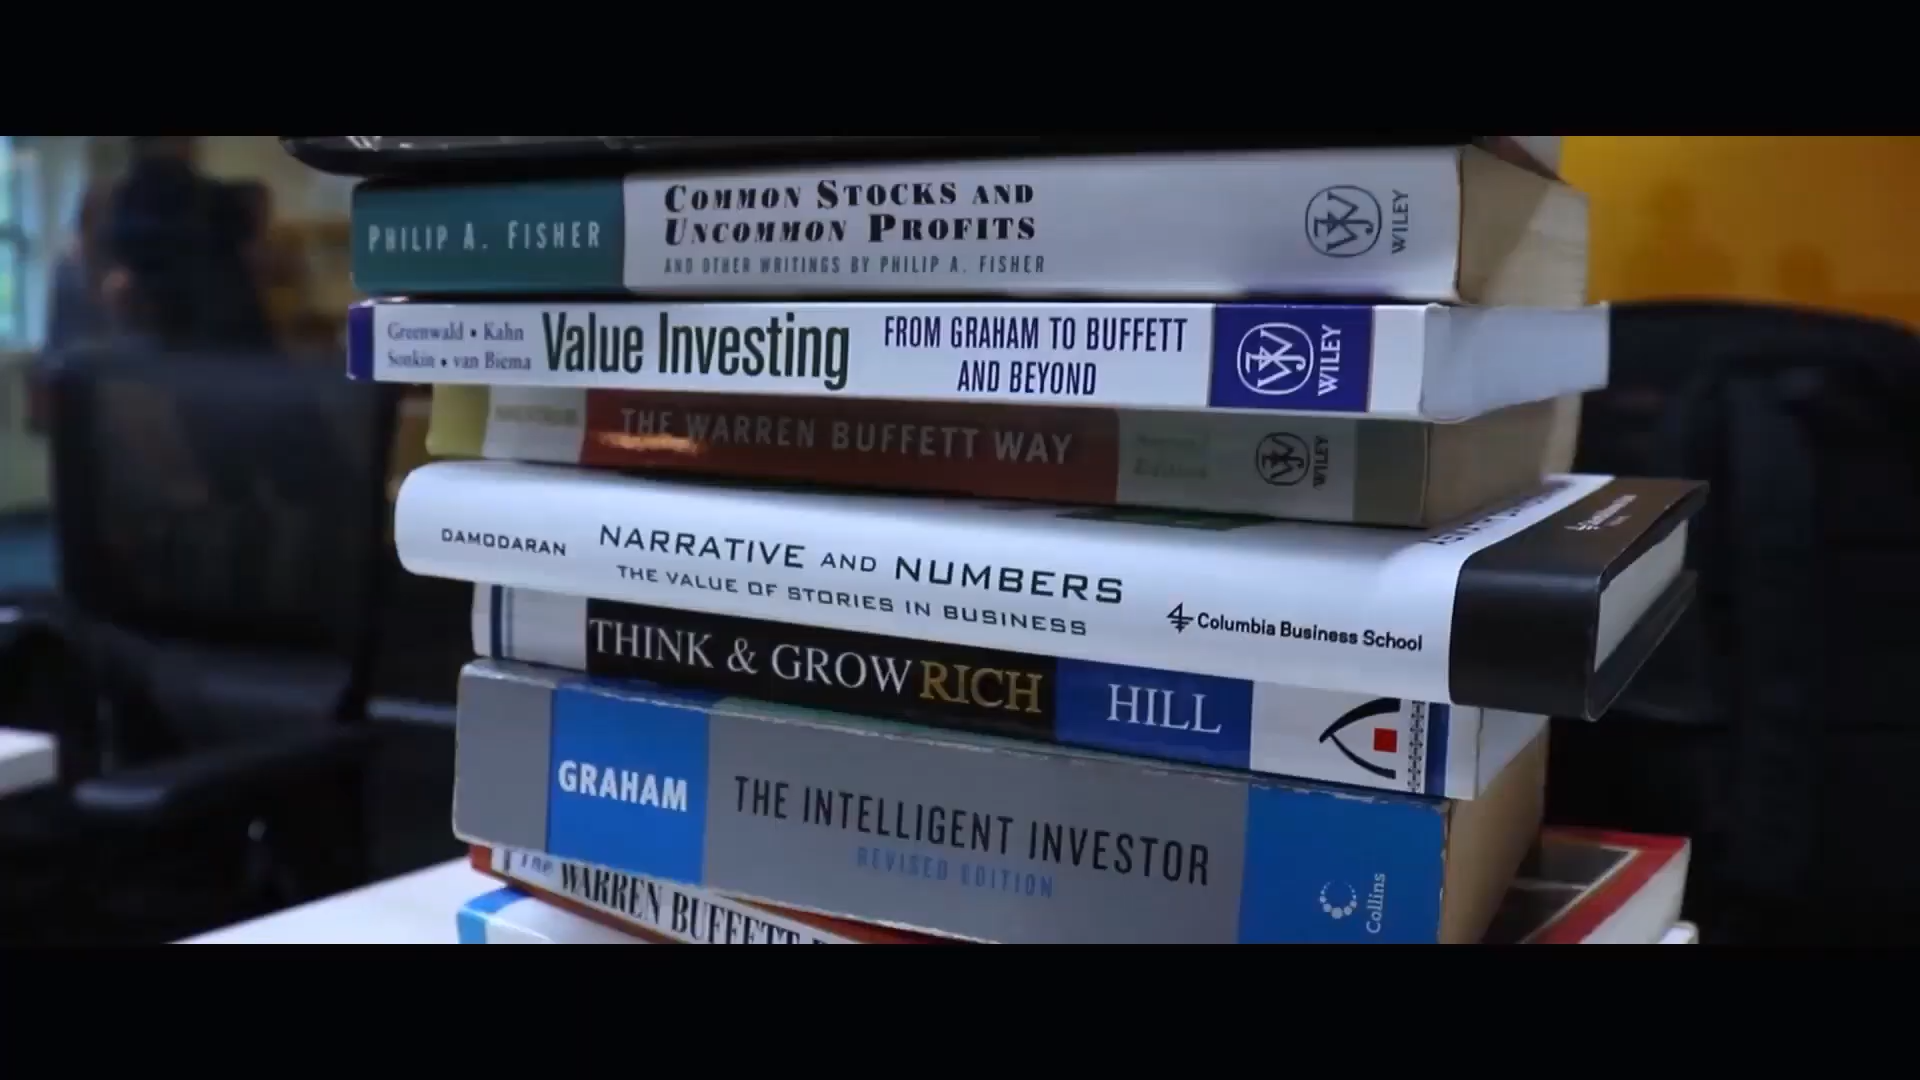 PHILIP A. FISHER
COMMON STOCKS AND
UNCOMMON PROFITS
AND OTHER WRITINGS BY PHILIP A. FISHER
WILEY
Greenwald • Kahn
Sonkin • van Biema
Value Investing
FROM GRAHAM TO BUFFETT
AND BEYOND
WILEY
THE WARREN BUFFETT WAY
Edition
WILEY
DAMODARAN
NARRATIVE AND NUMBERS
THE VALUE OF STORIES IN BUSINESS
Columbia Business School
THINK & GROW RICH
HILL
GRAHAM
THE INTELLIGENT INVESTOR
REVISED EDITION
Collins
The WARREN BUFFETT